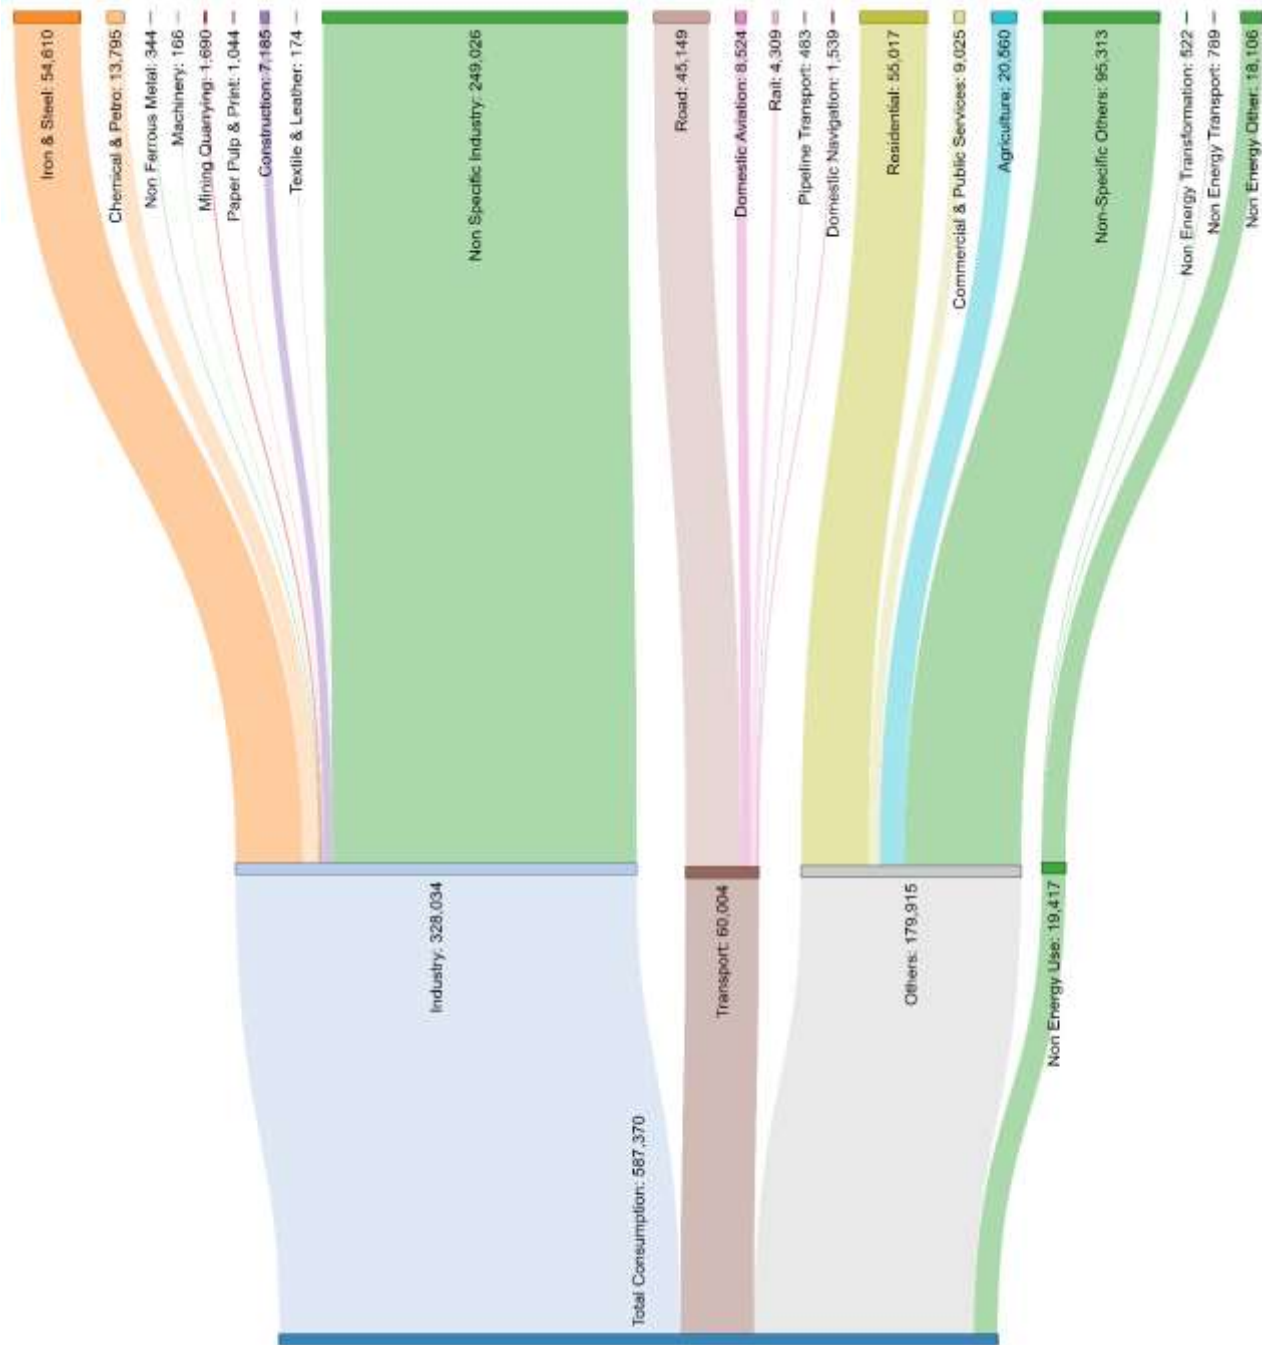 Iron & Steel: 54,610
Chemical & Petro: 13,795
Non Ferrous Metal: 344
Machinery: 166
Mining Quarrying: 1,690
Paper Pulp & Print: 1,044
Construction: 7,185
Textile & Leather: 174
Non Specific Industry: 249,026
Road: 45,149
Domestic Aviation: 8,524
Rail: 4,309
Pipeline Transport: 483
Domestic Navigation: 1,539
Residential: 55,017
Commercial & Public Services: 9,025
Agriculture: 20,560
Non-Specific Others: 95,313
Non Energy Transformation: 522
Non Energy Transport: 789
Non Energy Other: 18,106
Industry: 328,034
Transport: 60,004
Others: 179,915
Non Energy Use: 19,417
Total Consumption: 587,370